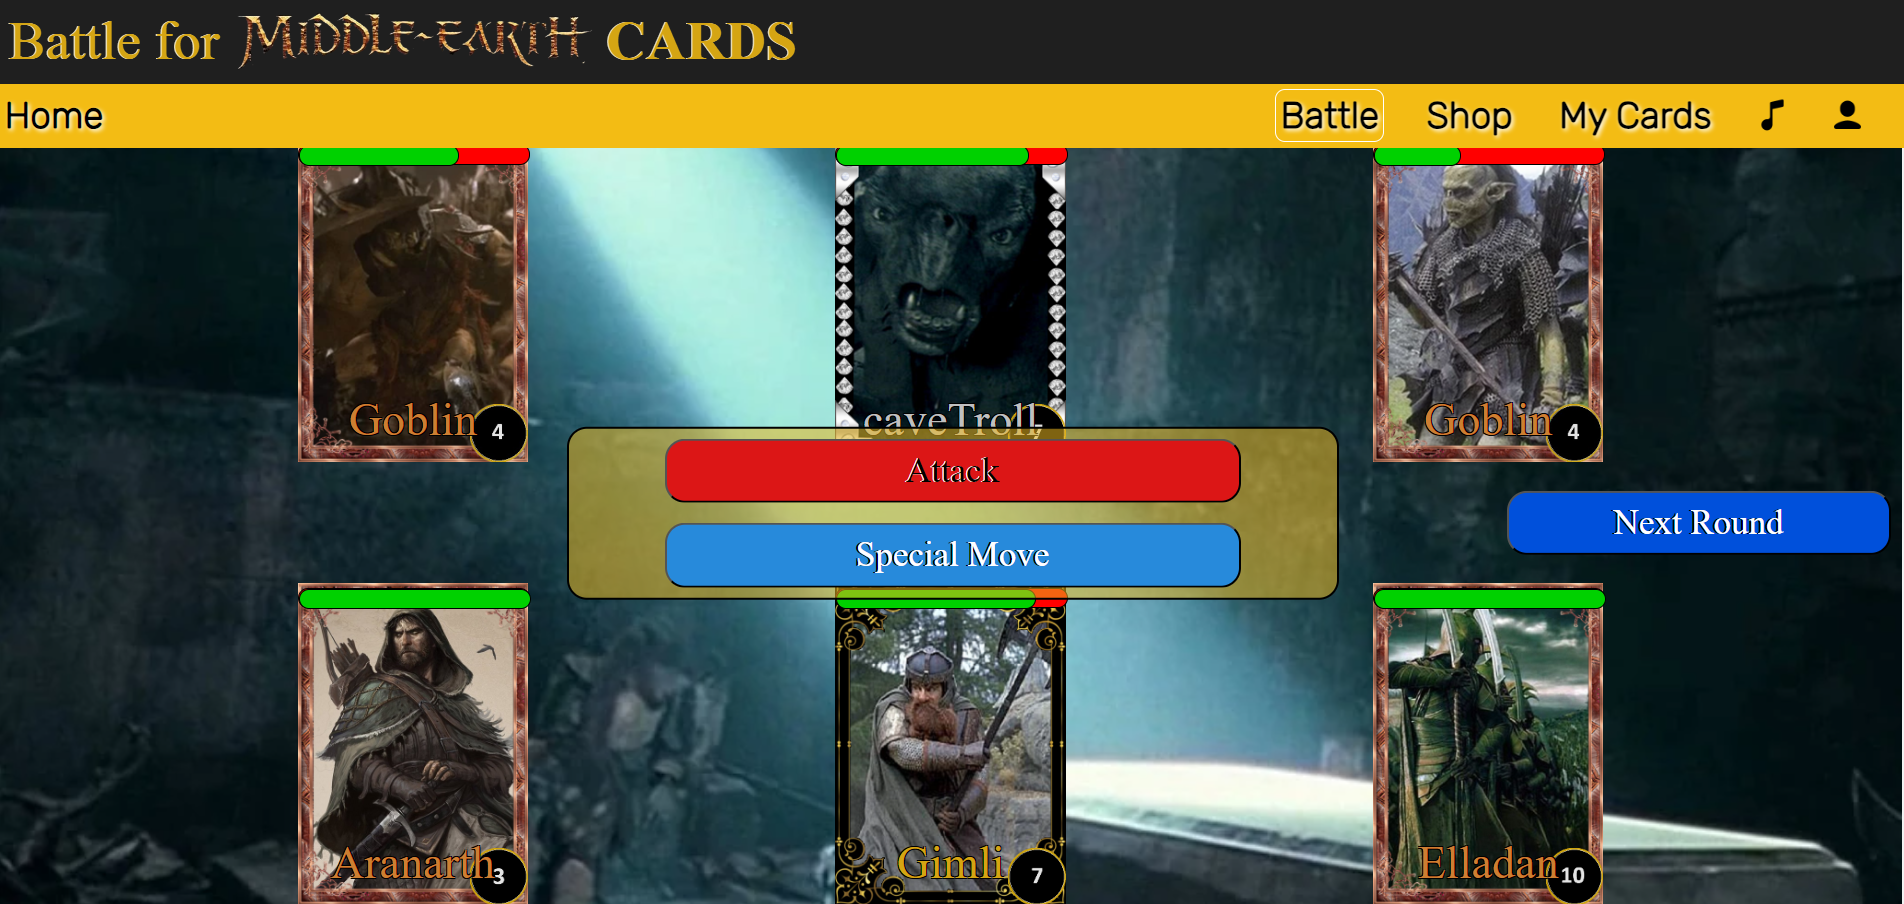 Battle for MIDDLE-EARTH CARDS
Home Battle Shop My Cards
Goblin 4
caveTroll
Goblin 4
Attack
Special Move
Next Round
Aranarth 3
Gimli 7
Elladan 10